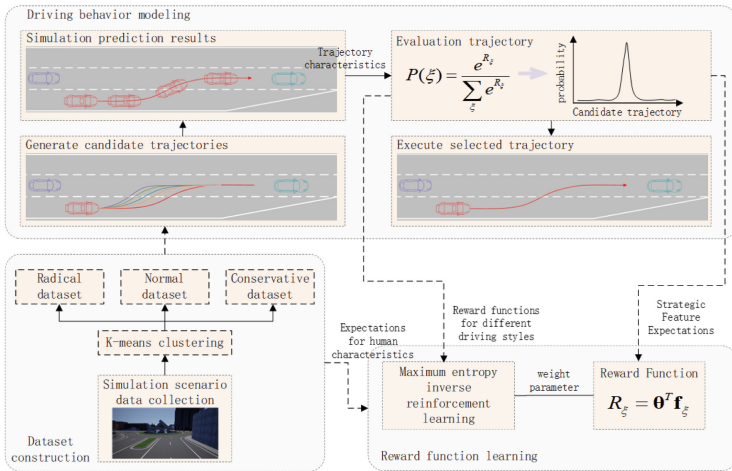 Driving behavior modeling
Simulation prediction results
Trajectory
characteristics
Evaluation trajectory
P(ξ) = e^{R_ξ} / ∑_ξ e^{R_ξ}
probability
Candidate trajectory
Generate candidate trajectories
Execute selected trajectory
Radical
dataset
Normal
dataset
Conservative
dataset
K-means clustering
Simulation scenario
data collection
Dataset
construction
Expectations
for human
characteristics
Reward functions
for different
driving styles
Strategic
Feature
Expectations
Maximum entropy
inverse
reinforcement
learning
weight
parameter
Reward Function
R_ξ = θ^T f_ξ
Reward function learning